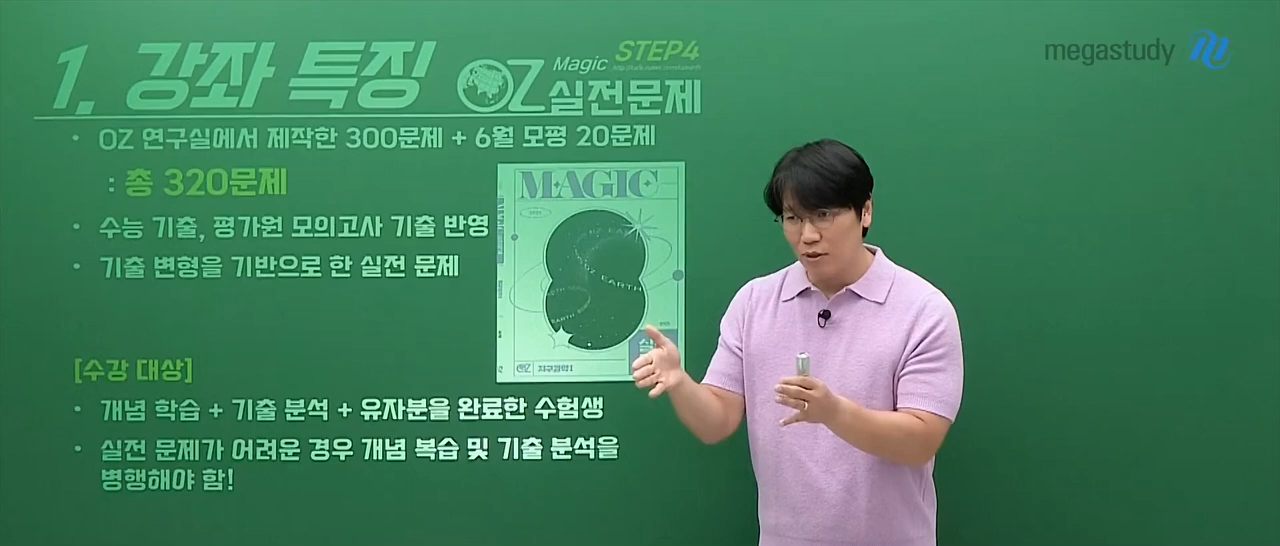 1. 강좌 특징 OZ Magic STEP4
실전문제
megastudy
• OZ 연구실에서 제작한 300문제 + 6월 모평 20문제
: 총 320문제
• 수능 기출, 평가원 모의고사 기출 반영
• 기출 변형을 기반으로 한 실전 문제
MAGIC
OZ EARTH
OZ 지구과학I
[수강 대상]
• 개념 학습 + 기출 분석 + 유자분을 완료한 수험생
• 실전 문제가 어려운 경우 개념 복습 및 기출 분석을
병행해야 함!